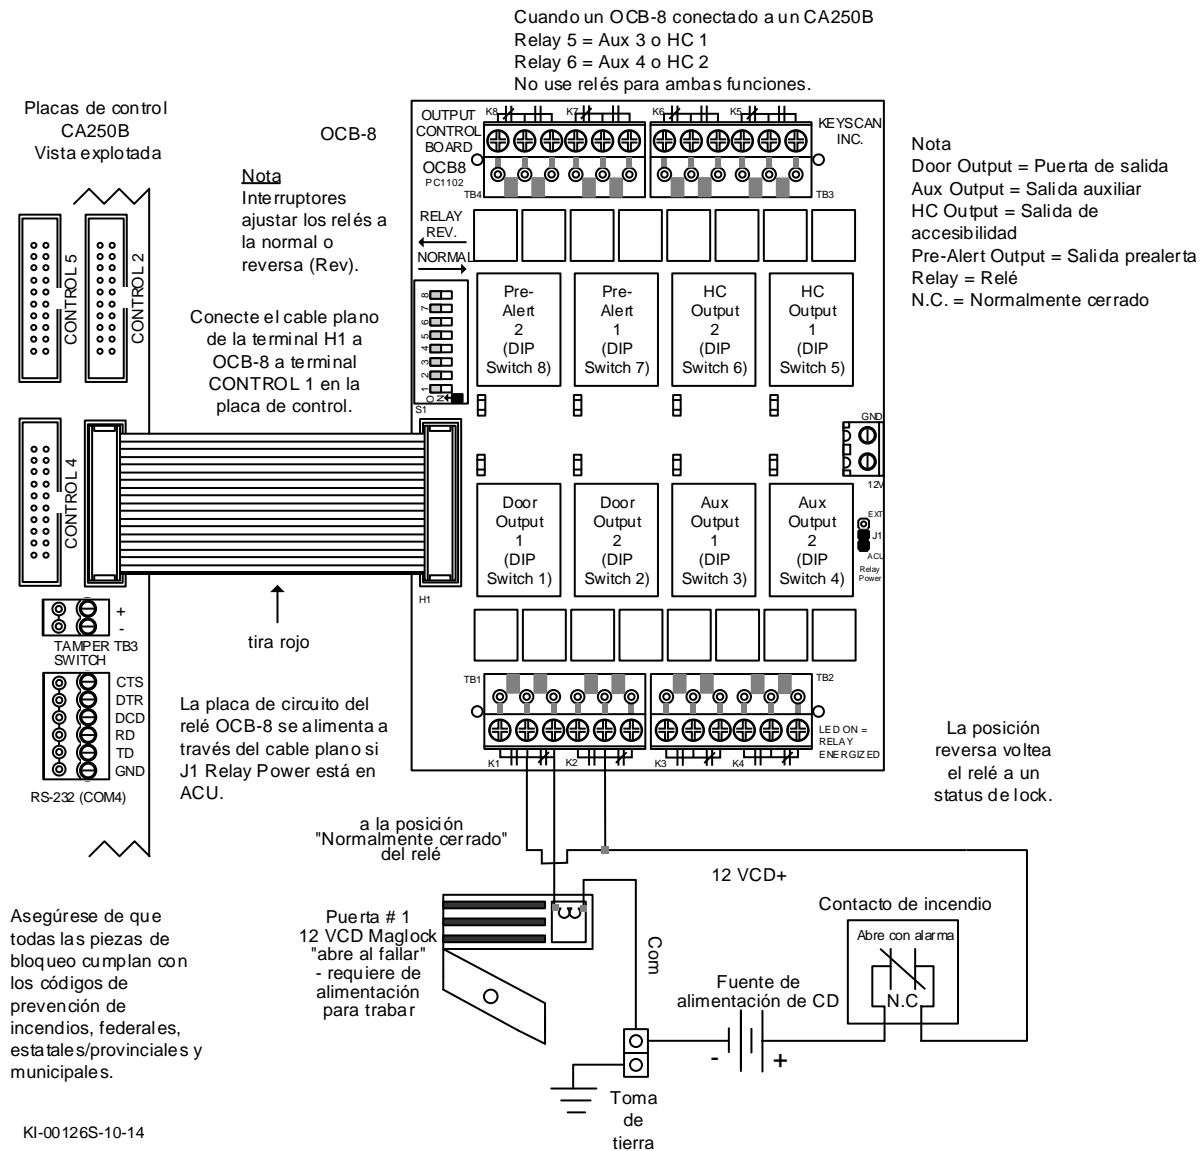 Cuando un OCB-8 conectado a un CA250B
Relay 5 = Aux 3 o HC 1
Relay 6 = Aux 4 o HC 2
No use relés para ambas funciones.
Placas de control
CA250B
Vista explotada
OCB-8
Nota
Interruptores
ajustar los relés a
la normal o
reversa (Rev).
Conecte el cable plano
de la terminal H1 a
OCB-8 a terminal
CONTROL 1 en la
placa de control.
OUTPUT
CONTROL
BOARD
OCB8
PC1102
K8
K7
K6
K5
TB4
TB3
KEYSCAN
INC.
Nota
Door Output = Puerta de salida
Aux Output = Salida auxiliar
HC Output = Salida de
accesibilidad
Pre-Alert Output = Salida prealerta
Relay = Relé
N.C. = Normalmente cerrado
RELAY
REV.
NORMAL
8
7
6
5
4
3
2
1
ON
S1
Pre-
Alert
2
(DIP
Switch 8)
Pre-
Alert
1
(DIP
Switch 7)
HC
Output
2
(DIP
Switch 6)
HC
Output
1
(DIP
Switch 5)
CONTROL 5
CONTROL 2
CONTROL 4
GND
12V
EXT
J1
ACU
Relay
Power
Door
Output
1
(DIP
Switch 1)
Door
Output
2
(DIP
Switch 2)
Aux
Output
1
(DIP
Switch 3)
Aux
Output
2
(DIP
Switch 4)
H1
tira rojo
+
-
TAMPER TB3
SWITCH
CTS
DTR
DCD
RD
TD
GND
RS-232 (COM4)
La placa de circuito del
relé OCB-8 se alimenta a
través del cable plano si
J1 Relay Power está en
ACU.
TB1
TB2
K1
K2
K3
K4
LED ON =
RELAY
ENERGIZED
La posición
reversa voltea
el relé a un
status de lock.
a la posición
"Normalmente cerrado"
del relé
12 VCD+
Puerta # 1
12 VCD Maglock
"abre al fallar"
- requiere de
alimentación
para trabar
Com
Contacto de incendio
Abre con alarma
N.C.
Fuente de
alimentación de CD
-
+
Toma
de
tierra
Asegúrese de que
todas las piezas de
bloqueo cumplan con
los códigos de
prevención de
incendios, federales,
estatales/provinciales y
municipales.
KI-00126S-10-14